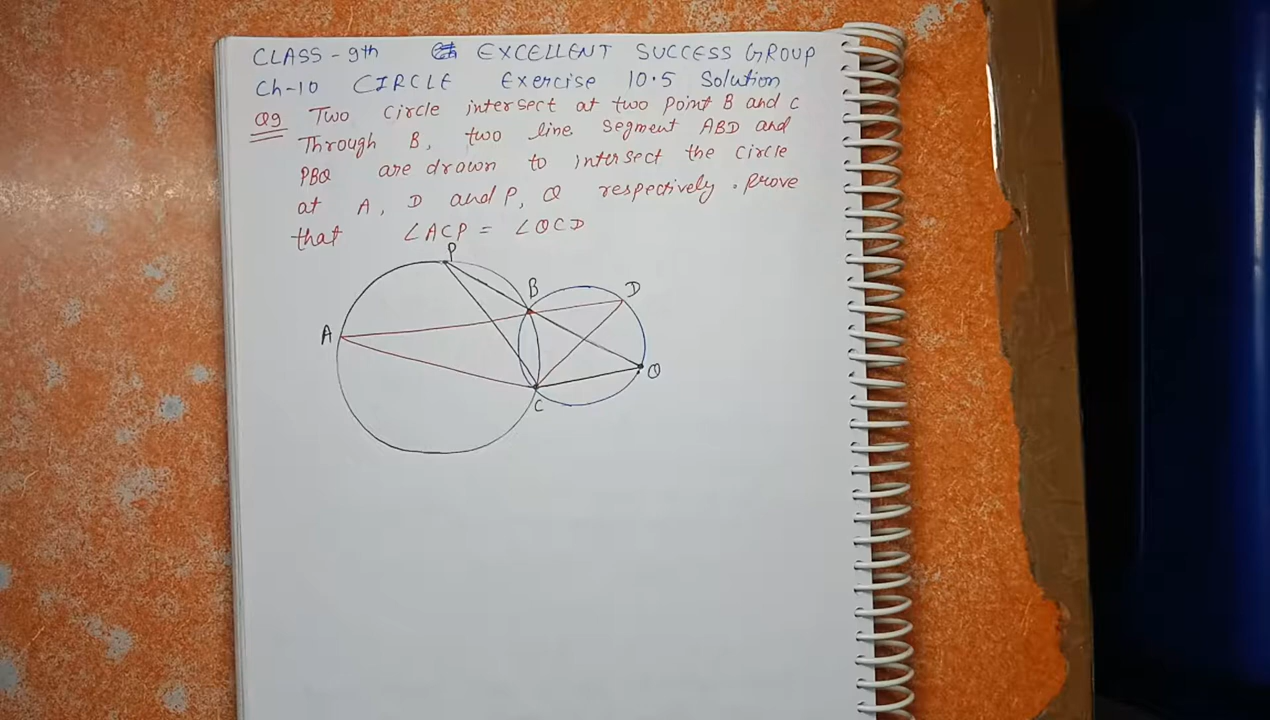 CLASS - 9th EXCELLENT SUCCESS GROUP
Ch-10 CIRCLE Exercise 10.5 Solution
Q9 Two circle intersect at two point B and C
Through B, two line segment ABD and
PBQ are drawn to intersect the circle
at A, D and P, Q respectively. prove
that ∠ACP = ∠QCD
P
B
D
A
Q
C